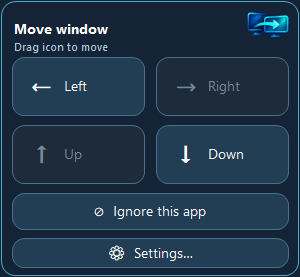 Move window
Drag icon to move
← Left
→ Right
↑ Up
↓ Down
Ignore this app
Settings...